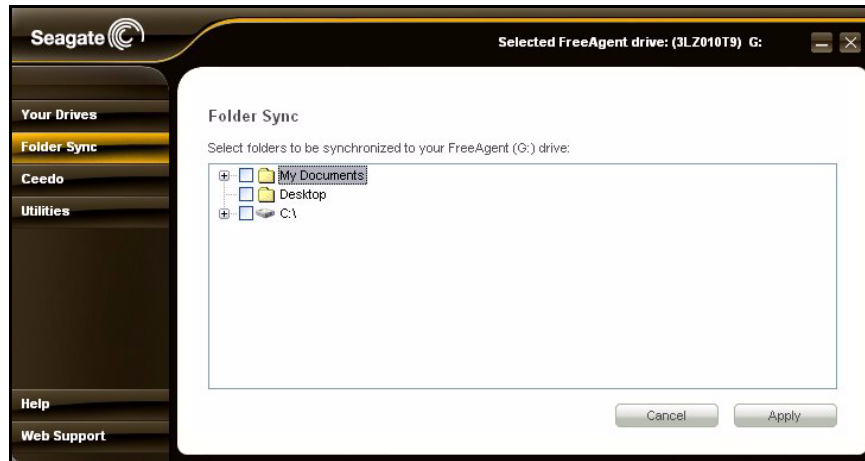 Seagate
Selected FreeAgent drive: (3LZ010T9) G:
Your Drives
Folder Sync
Ceedo
Utilities
Help
Web Support
Folder Sync
Select folders to be synchronized to your FreeAgent (G:) drive:
My Documents
Desktop
C:\
Cancel
Apply